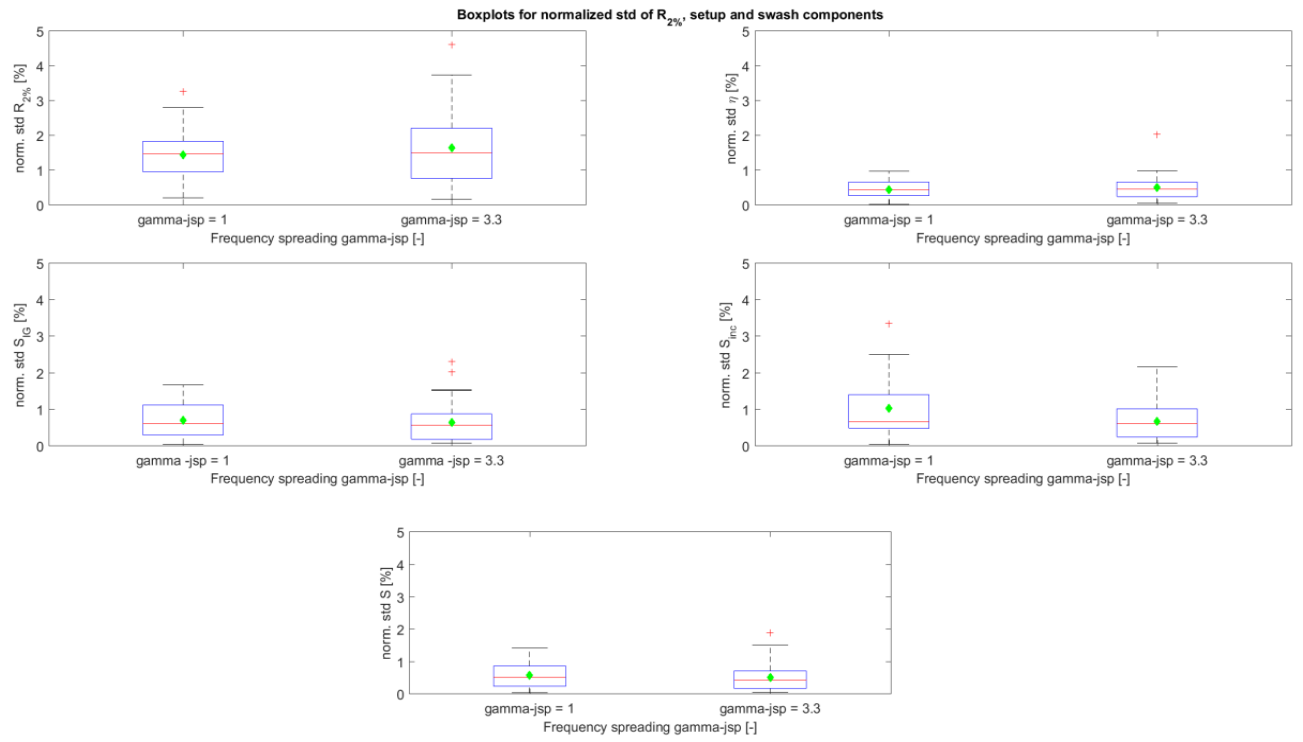 Boxplots for normalized std of R2%, setup and swash components
norm. std R2% [%]
5
4
3
2
1
0
gamma-jsp = 1
gamma-jsp = 3.3
Frequency spreading gamma-jsp [-]
norm. std η [%]
5
4
3
2
1
0
gamma-jsp = 1
gamma-jsp = 3.3
Frequency spreading gamma-jsp [-]
norm. std SIG [%]
5
4
3
2
1
0
gamma -jsp = 1
gamma -jsp = 3.3
Frequency spreading gamma-jsp [-]
norm. std Sinc [%]
5
4
3
2
1
0
gamma-jsp = 1
gamma-jsp = 3.3
Frequency spreading gamma-jsp [-]
norm. std S [%]
5
4
3
2
1
0
gamma-jsp = 1
gamma-jsp = 3.3
Frequency spreading gamma-jsp [-]